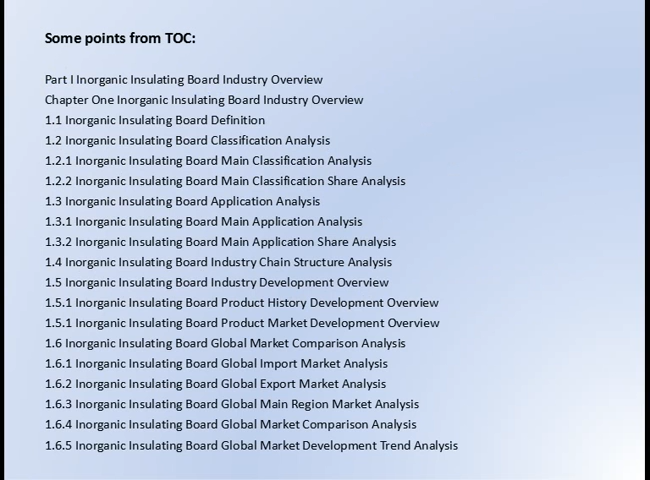 Some points from TOC:
Part I Inorganic Insulating Board Industry Overview
Chapter One Inorganic Insulating Board Industry Overview
1.1 Inorganic Insulating Board Definition
1.2 Inorganic Insulating Board Classification Analysis
1.2.1 Inorganic Insulating Board Main Classification Analysis
1.2.2 Inorganic Insulating Board Main Classification Share Analysis
1.3 Inorganic Insulating Board Application Analysis
1.3.1 Inorganic Insulating Board Main Application Analysis
1.3.2 Inorganic Insulating Board Main Application Share Analysis
1.4 Inorganic Insulating Board Industry Chain Structure Analysis
1.5 Inorganic Insulating Board Industry Development Overview
1.5.1 Inorganic Insulating Board Product History Development Overview
1.5.1 Inorganic Insulating Board Product Market Development Overview
1.6 Inorganic Insulating Board Global Market Comparison Analysis
1.6.1 Inorganic Insulating Board Global Import Market Analysis
1.6.2 Inorganic Insulating Board Global Export Market Analysis
1.6.3 Inorganic Insulating Board Global Main Region Market Analysis
1.6.4 Inorganic Insulating Board Global Market Comparison Analysis
1.6.5 Inorganic Insulating Board Global Market Development Trend Analysis